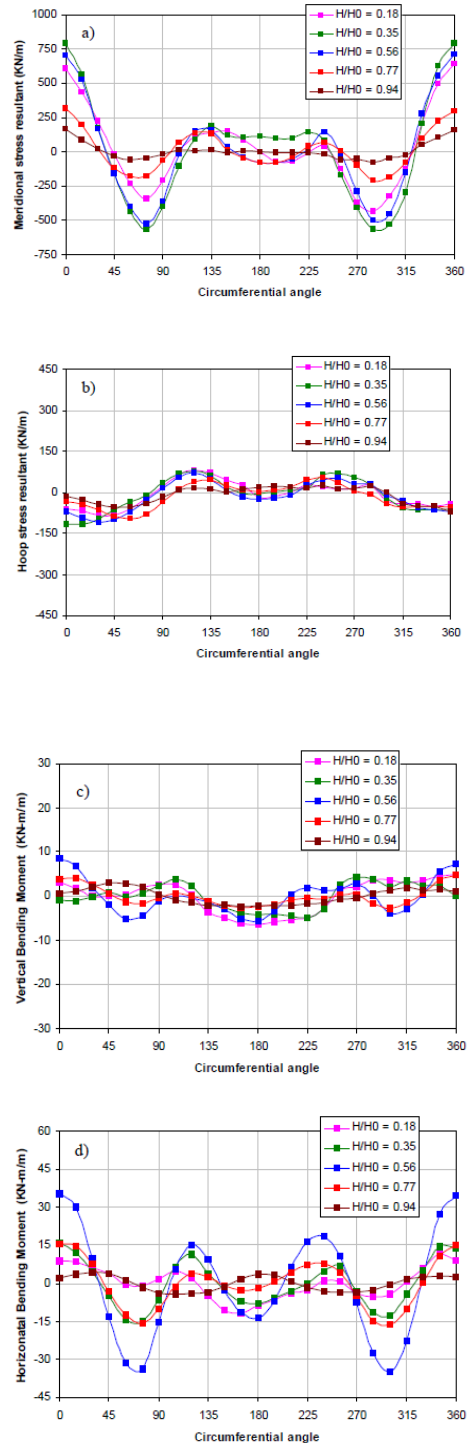 a)
H/H0 = 0.18
H/H0 = 0.35
H/H0 = 0.56
H/H0 = 0.77
H/H0 = 0.94
Meridional stress resultant (KN/m)
1000
750
500
250
0
-250
-500
-750
0 45 90 135 180 225 270 315 360
Circumferential angle
b)
H/H0 = 0.18
H/H0 = 0.35
H/H0 = 0.56
H/H0 = 0.77
H/H0 = 0.94
Hoop stress resultant (KN/m)
450
300
150
0
-150
-300
-450
0 45 90 135 180 225 270 315 360
Circumferential angle
c)
H/H0 = 0.18
H/H0 = 0.35
H/H0 = 0.56
H/H0 = 0.77
H/H0 = 0.94
Vertical Bending Moment (KN-m/m)
30
20
10
0
-10
-20
-30
0 45 90 135 180 225 270 315 360
Circumferential angle
d)
H/H0 = 0.18
H/H0 = 0.35
H/H0 = 0.56
H/H0 = 0.77
H/H0 = 0.94
Horizonatal Bending Moment (KN-m/m)
60
45
30
15
0
-15
-30
-45
0 45 90 135 180 225 270 315 360
Circumferential angle